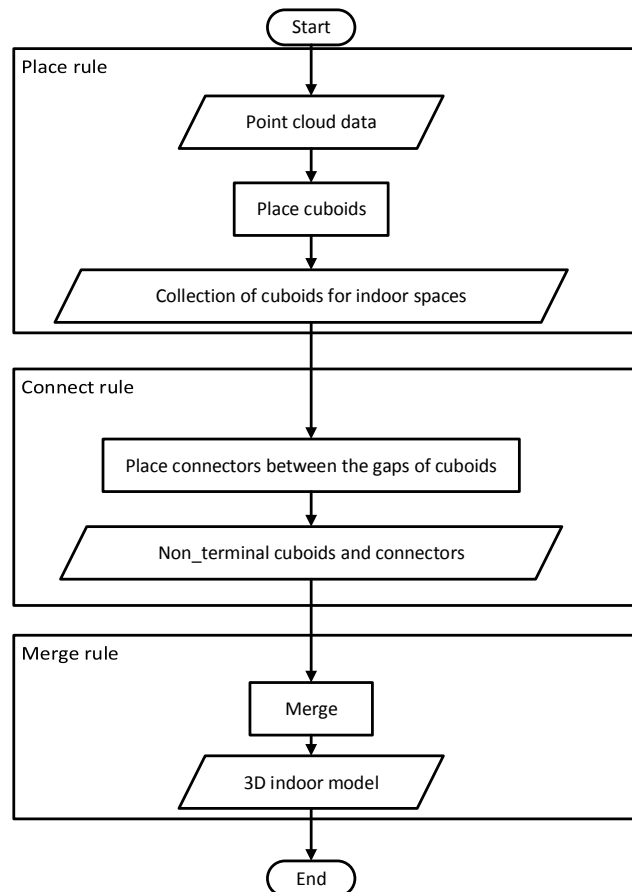 Start
Place rule
Point cloud data
Place cuboids
Collection of cuboids for indoor spaces
Connect rule
Place connectors between the gaps of cuboids
Non_terminal cuboids and connectors
Merge rule
Merge
3D indoor model
End